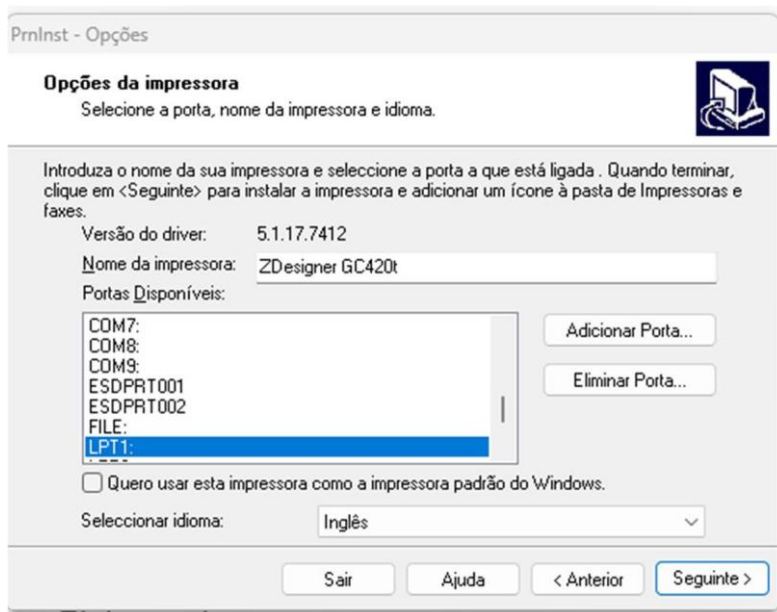 PrnInst - Opções
Opções da impressora
Selecione a porta, nome da impressora e idioma.
Introduza o nome da sua impressora e seleccione a porta a que está ligada . Quando terminar,
clique em <Seguinte> para instalar a impressora e adicionar um ícone à pasta de Impressoras e
faxes.
Versão do driver: 5.1.17.7412
Nome da impressora: ZDesigner GC420t
Portas Disponíveis:
COM7:
COM8:
COM9:
ESDPRT001
ESDPRT002
FILE:
LPT1:
Adicionar Porta...
Eliminar Porta...
Quero usar esta impressora como a impressora padrão do Windows.
Seleccionar idioma: Inglês
Sair Ajuda < Anterior Seguinte >